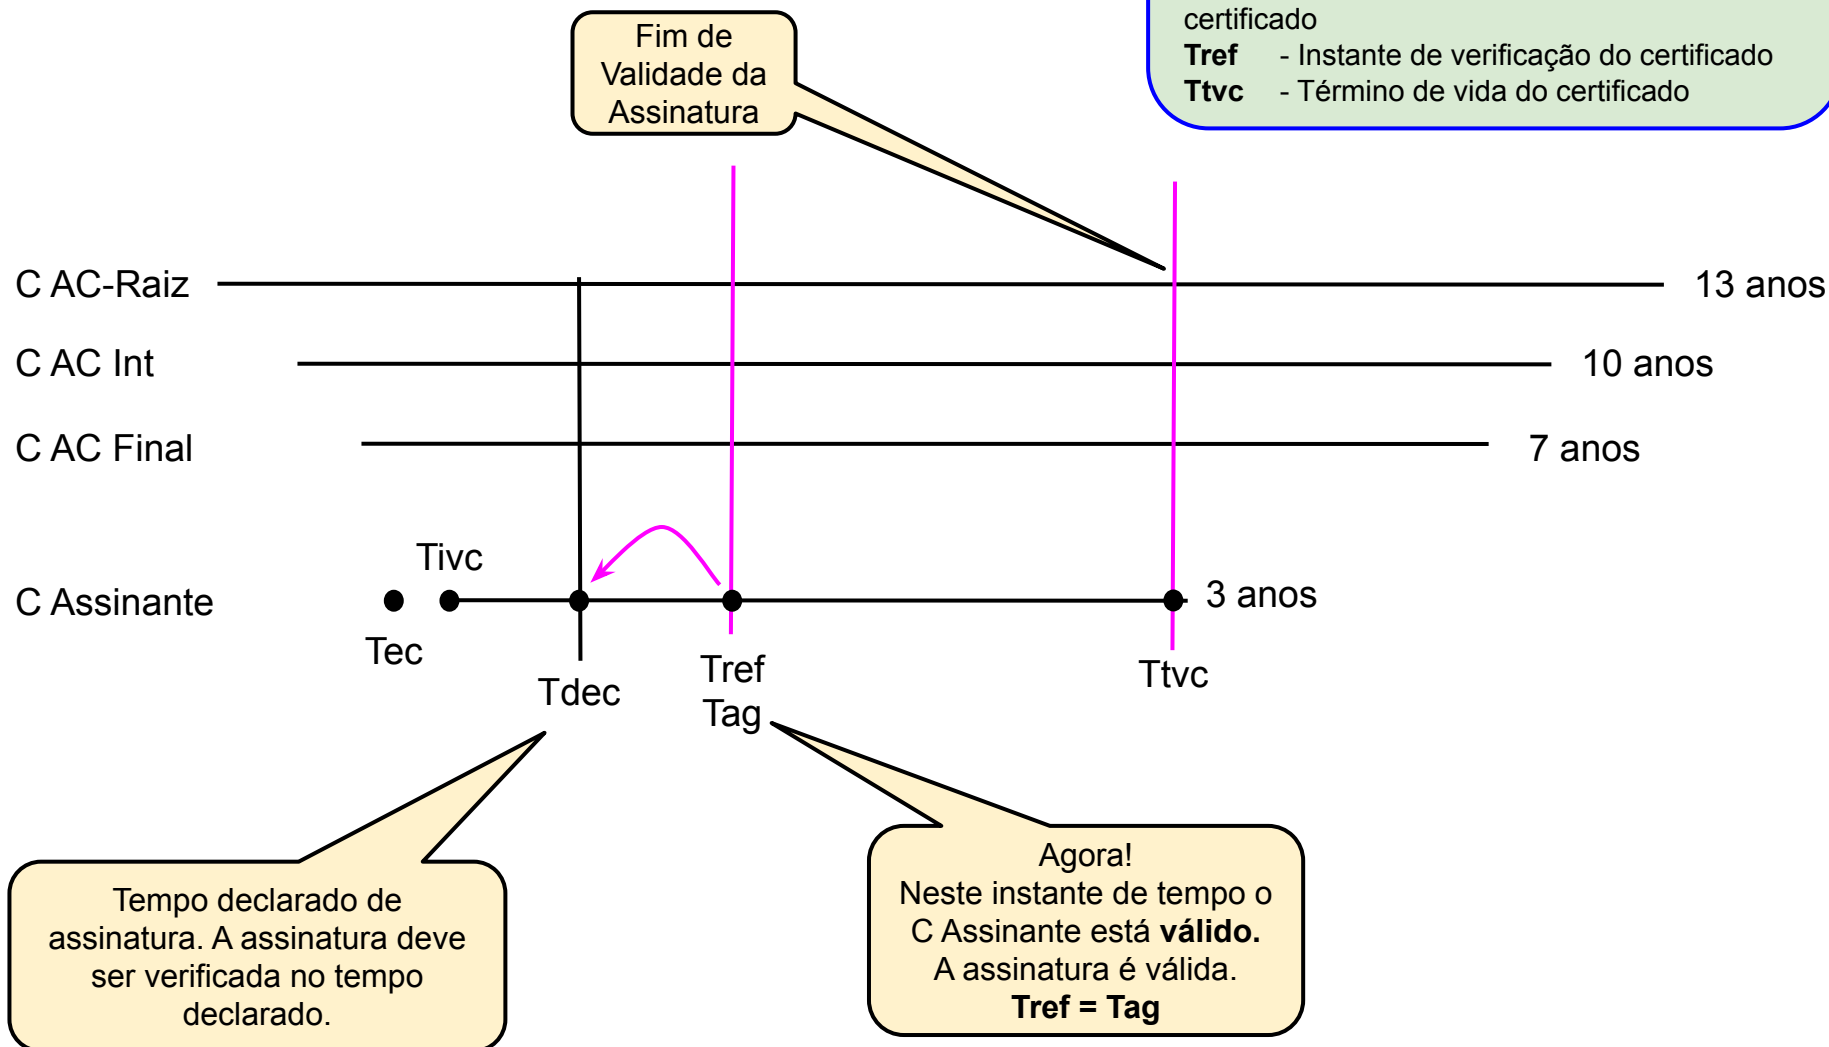 certificado
Tref - Instante de verificação do certificado
Ttvc - Término de vida do certificado
Fim de
Validade da
Assinatura
C AC-Raiz
13 anos
C AC Int
10 anos
C AC Final
7 anos
Tivc
C Assinante
3 anos
Tec
Tdec
Tref
Tag
Ttvc
Tempo declarado de
assinatura. A assinatura deve
ser verificada no tempo
declarado.
Agora!
Neste instante de tempo o
C Assinante está válido.
A assinatura é válida.
Tref = Tag